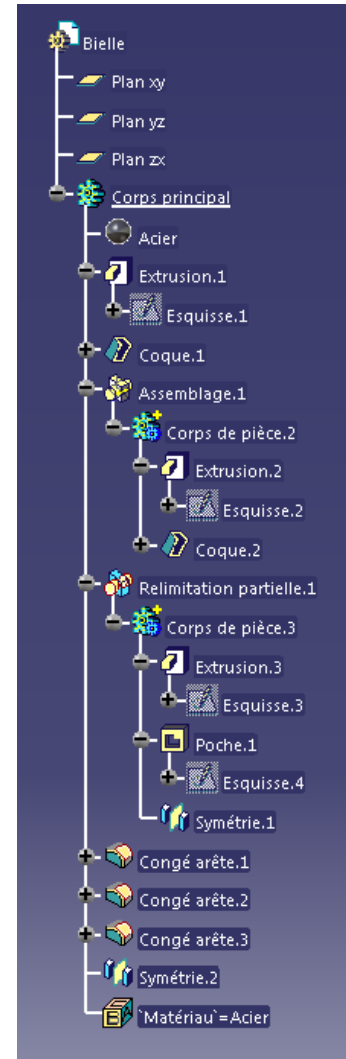 Bielle
Plan xy
Plan yz
Plan zx
Corps principal
Acier
Extrusion.1
Esquisse.1
Coque.1
Assemblage.1
Corps de pièce.2
Extrusion.2
Esquisse.2
Coque.2
Relimitation partielle.1
Corps de pièce.3
Extrusion.3
Esquisse.3
Poche.1
Esquisse.4
Symétrie.1
Congé arête.1
Congé arête.2
Congé arête.3
Symétrie.2
`Matériau`=Acier